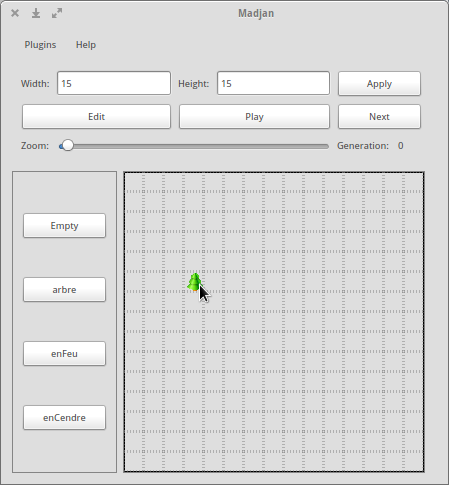 Madjan
Plugins Help
Width: 15 Height: 15 Apply
Edit Play Next
Zoom: Generation: 0
Empty
arbre
enFeu
enCendre